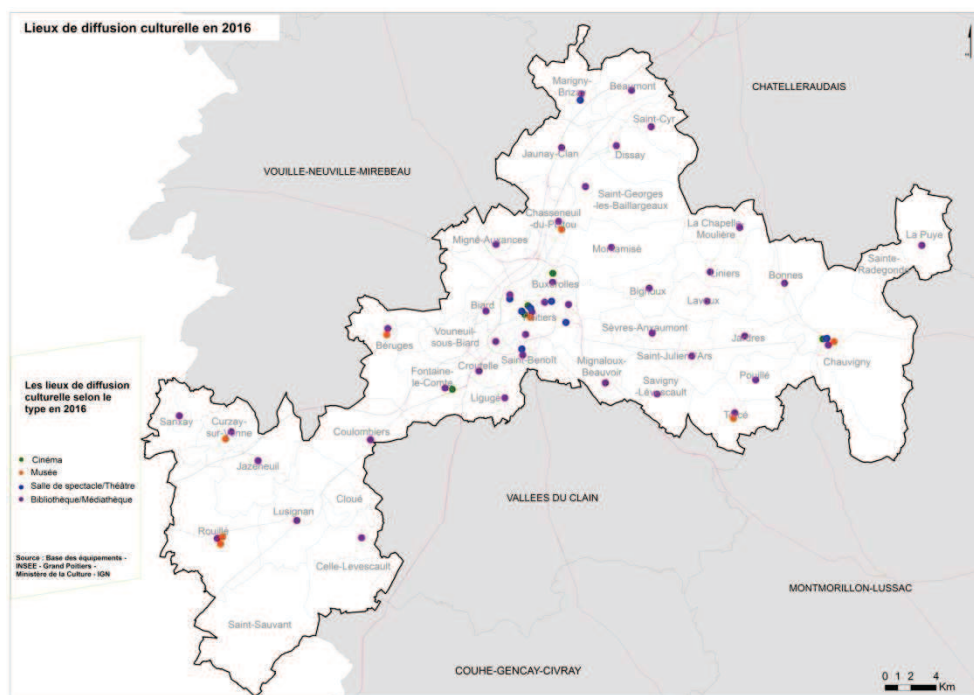 Lieux de diffusion culturelle en 2016
CHATELLERAUDAIS
VOUILLE-NEUVILLE-MIREBEAU
Marigny-
Brizay
Beaumont
Saint-Cyr
Jaunay-Clan
Dissay
Saint-Georges
-les-Baillargeaux
Chasseneuil
-du-Poitou
La Chapelle-
Moulière
La Puye
Migné-Auxances
Montamisé
Sainte-
Radegonde
Liniers
Bonnes
Buxerolles
Bignoux
Lavoux
Biard
Poitiers
Vouneuil-
sous-Biard
Sèvres-Anxaumont
Jardres
Béruges
Saint-Benoît
Saint-Julien-l'Ars
Chauvigny
Croutelle
Mignaloux-
Beauvoir
Fontaine-
le-Comte
Pouillé
Savigny
-Lévescault
Ligugé
Tercé
Sanxay
Curzay-
sur-Vonne
Coulombiers
Jazeneuil
Cloué
VALLEES DU CLAIN
Lusignan
Rouillé
Celle-Levescault
MONTMORILLON-LUSSAC
Saint-Sauvant
COUHE-GENCAY-CIVRAY
Les lieux de diffusion
culturelle selon le
type en 2016
Cinéma
Musée
Salle de spectacle/Théâtre
Bibliothèque/Médiathèque
Source : Base des équipements -
INSEE - Grand Poitiers -
Ministère de la Culture - IGN
0 1 2 4
Km